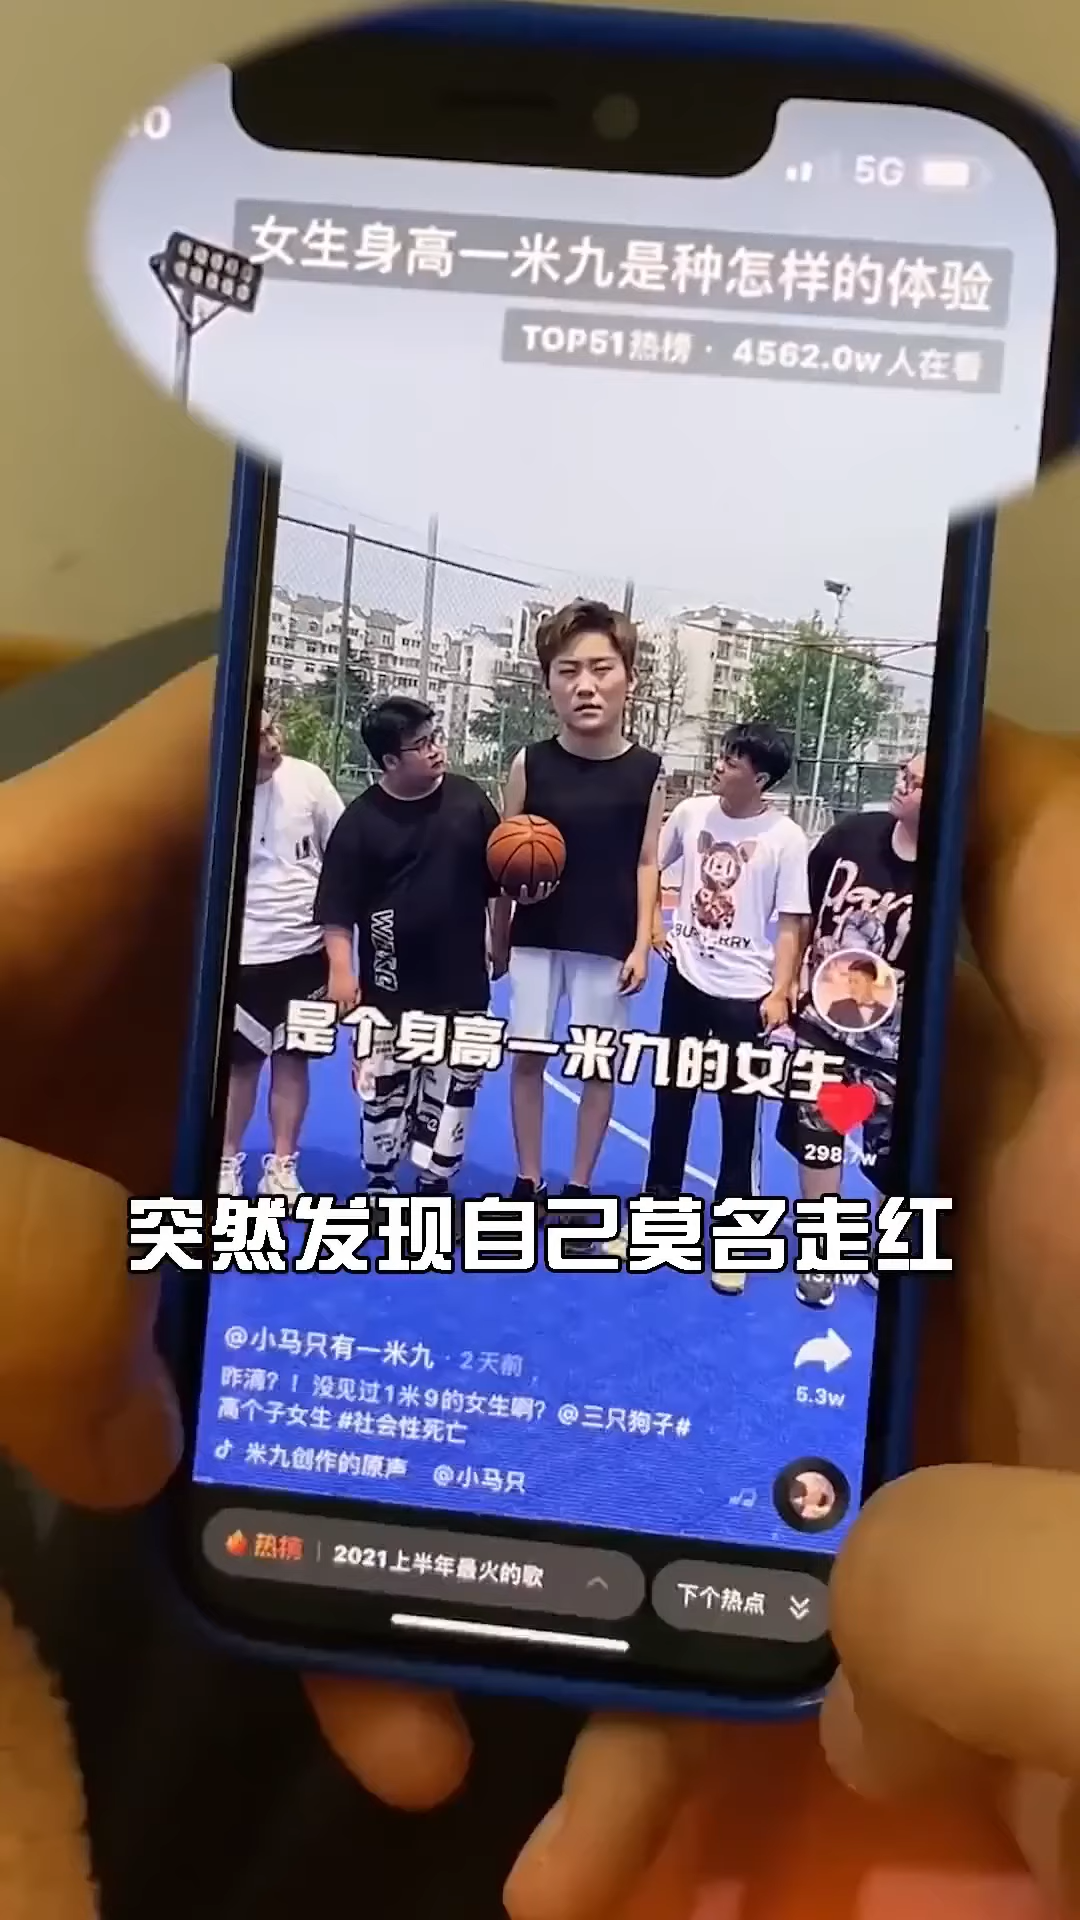 5G
女生身高一米九是种怎样的体验
TOP51热榜· 4562.0w人在看
是个身高一米九的女生
298.7w
突然发现自己莫名走红
13.1w
@小马只有一米九 · 2天前
昨滴？！没见过1米9的女生啊？@三只狗子#
高个子女生 #社会性死亡
5.3w
米九创作的原声 @小马只
热榜 | 2021上半年最火的歌
下个热点